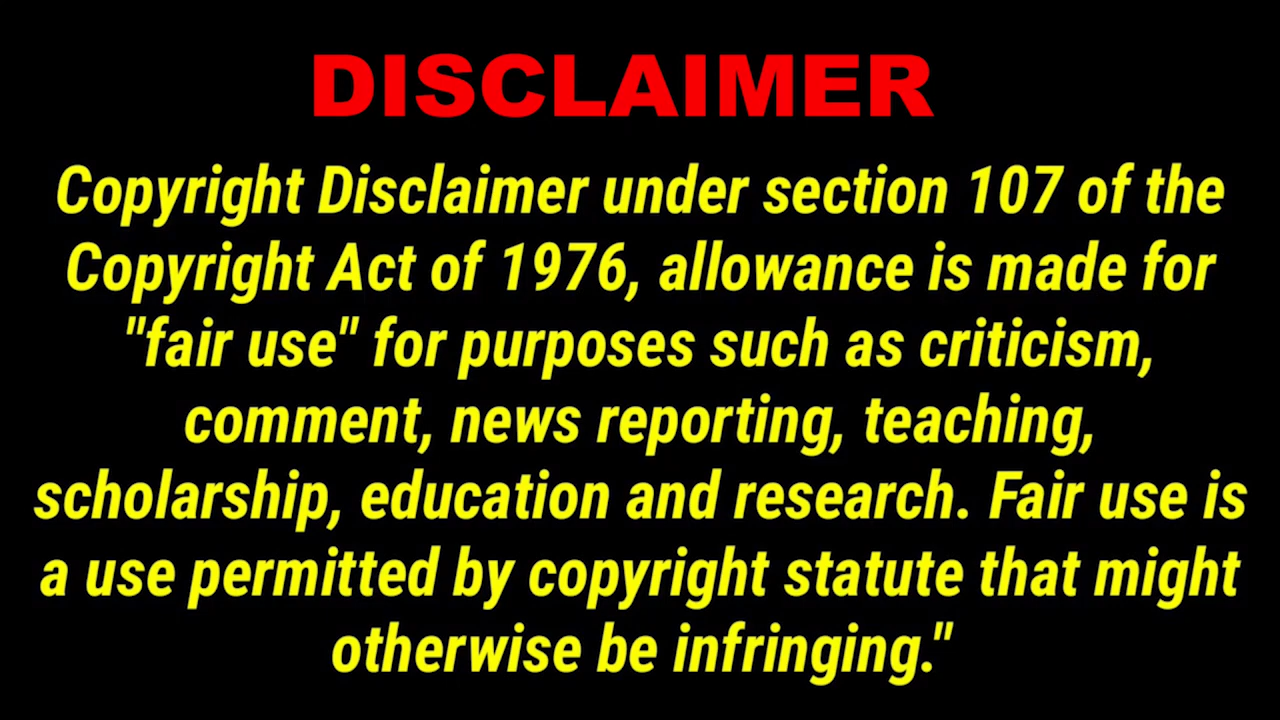 DISCLAIMER
Copyright Disclaimer under section 107 of the
Copyright Act of 1976, allowance is made for
"fair use" for purposes such as criticism,
comment, news reporting, teaching,
scholarship, education and research. Fair use is
a use permitted by copyright statute that might
otherwise be infringing."